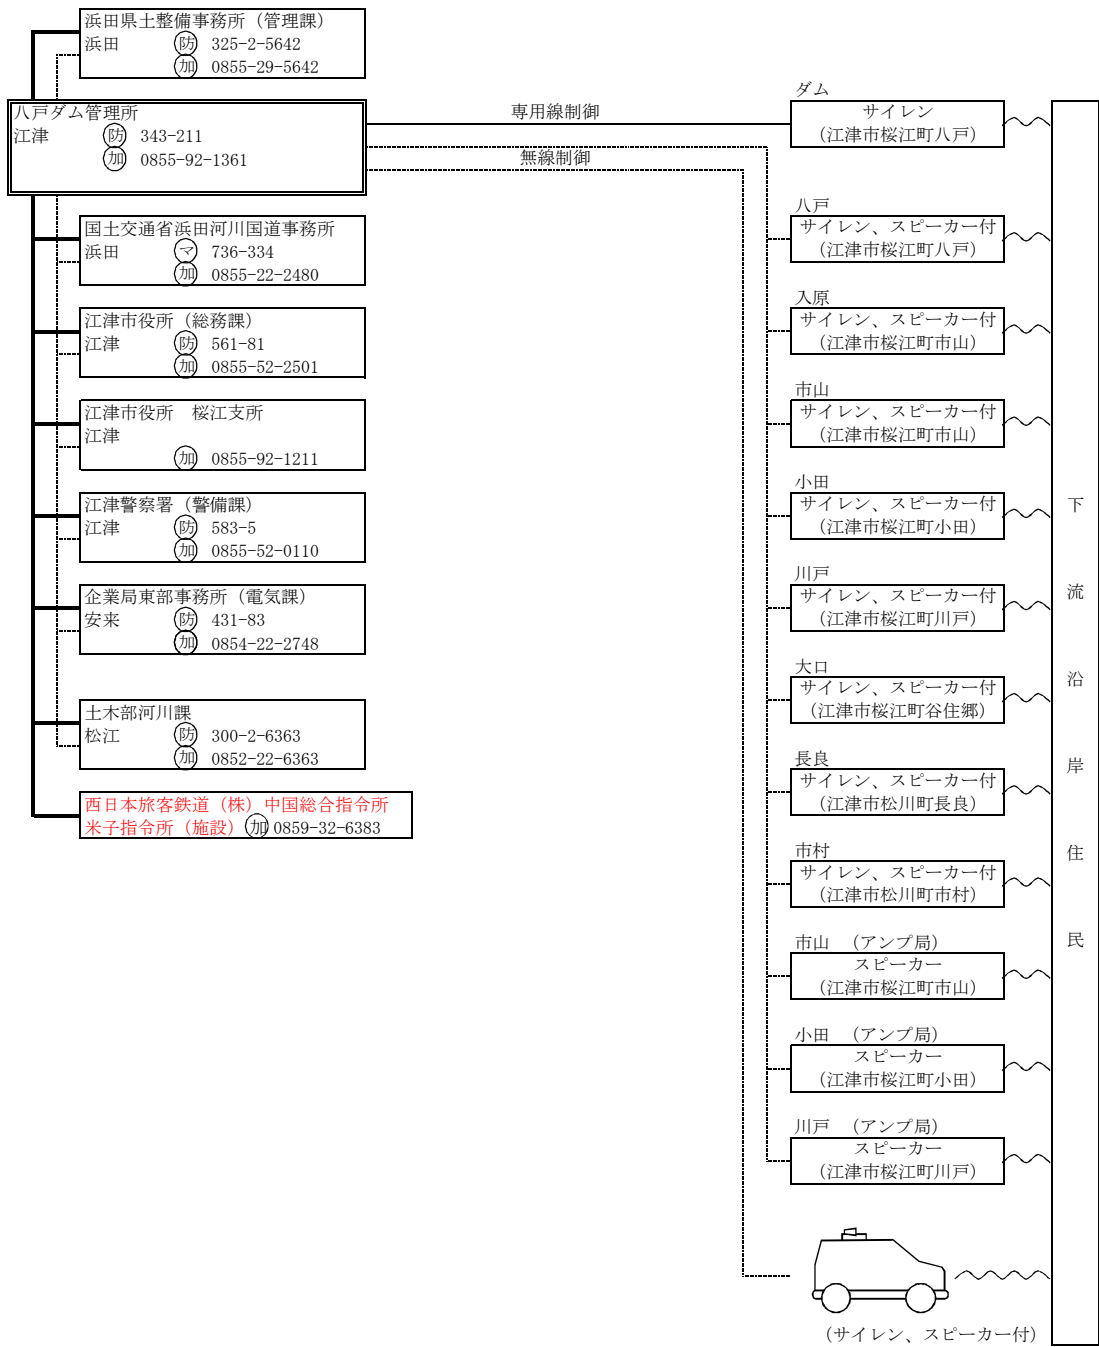 浜田県土整備事務所（管理課）
浜田　防　325-2-5642
加　0855-29-5642
八戸ダム管理所
江津　防　343-211
加　0855-92-1361
国土交通省浜田河川国道事務所
浜田　マ　736-334
加　0855-22-2480
江津市役所（総務課）
江津　防　561-81
加　0855-52-2501
江津市役所　桜江支所
江津
加　0855-92-1211
江津警察署（警備課）
江津　防　583-5
加　0855-52-0110
企業局東部事務所（電気課）
安来　防　431-83
加　0854-22-2748
土木部河川課
松江　防　300-2-6363
加　0852-22-6363
西日本旅客鉄道（株）中国総合指令所
米子指令所（施設）加 0859-32-6383
専用線制御
無線制御
ダム
サイレン
（江津市桜江町八戸）
八戸
サイレン、スピーカー付
（江津市桜江町八戸）
入原
サイレン、スピーカー付
（江津市桜江町市山）
市山
サイレン、スピーカー付
（江津市桜江町市山）
小田
サイレン、スピーカー付
（江津市桜江町小田）
川戸
サイレン、スピーカー付
（江津市桜江町川戸）
大口
サイレン、スピーカー付
（江津市桜江町谷住郷）
長良
サイレン、スピーカー付
（江津市松川町長良）
市村
サイレン、スピーカー付
（江津市松川町市村）
市山　（アンプ局）
スピーカー
（江津市桜江町市山）
小田　（アンプ局）
スピーカー
（江津市桜江町小田）
川戸　（アンプ局）
スピーカー
（江津市桜江町川戸）
（サイレン、スピーカー付）
下流沿岸住民